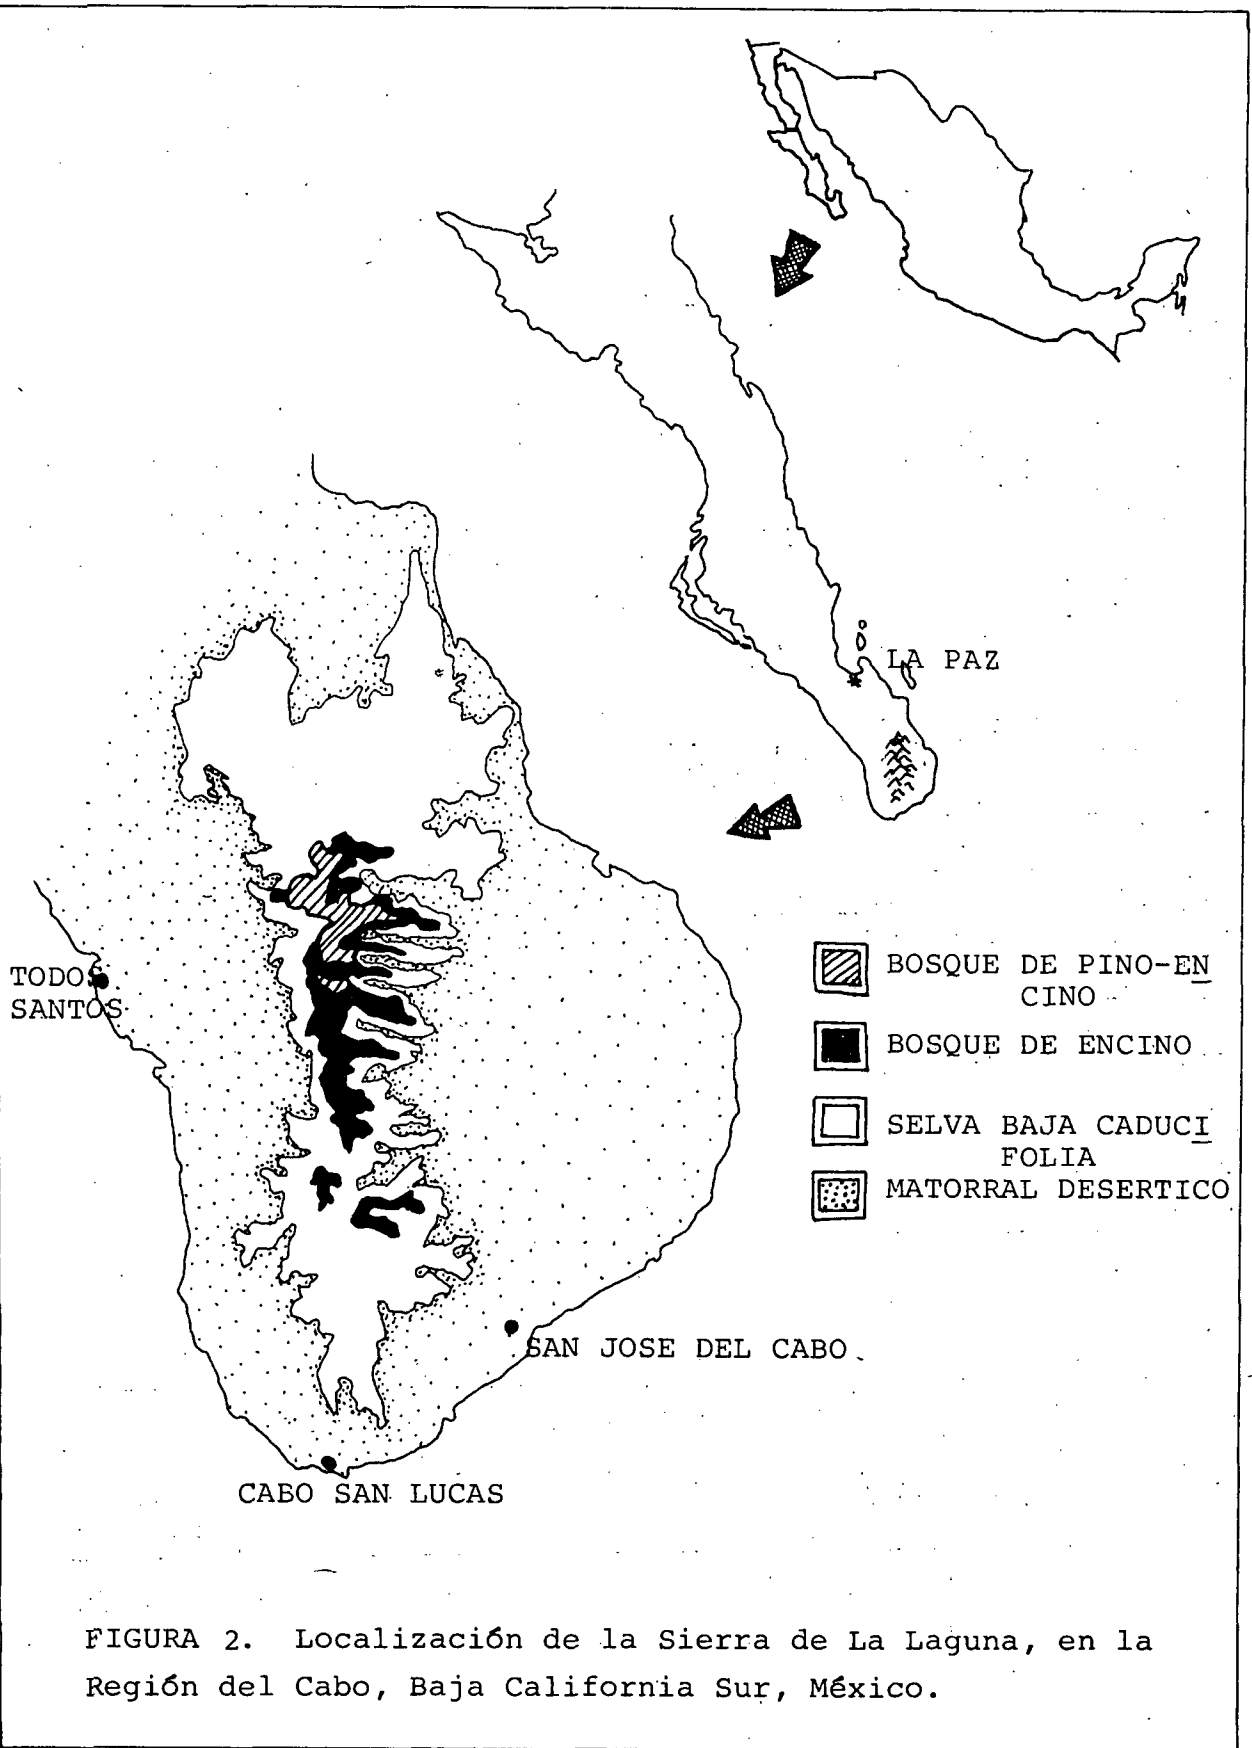 LA PAZ
TODOS
SANTOS
BOSQUE DE PINO-EN
CINO
BOSQUE DE ENCINO
SELVA BAJA CADUCI
FOLIA
MATORRAL DESERTICO
SAN JOSE DEL CABO
CABO SAN LUCAS
FIGURA 2. Localización de la Sierra de La Laguna, en la
Región del Cabo, Baja California Sur, México.